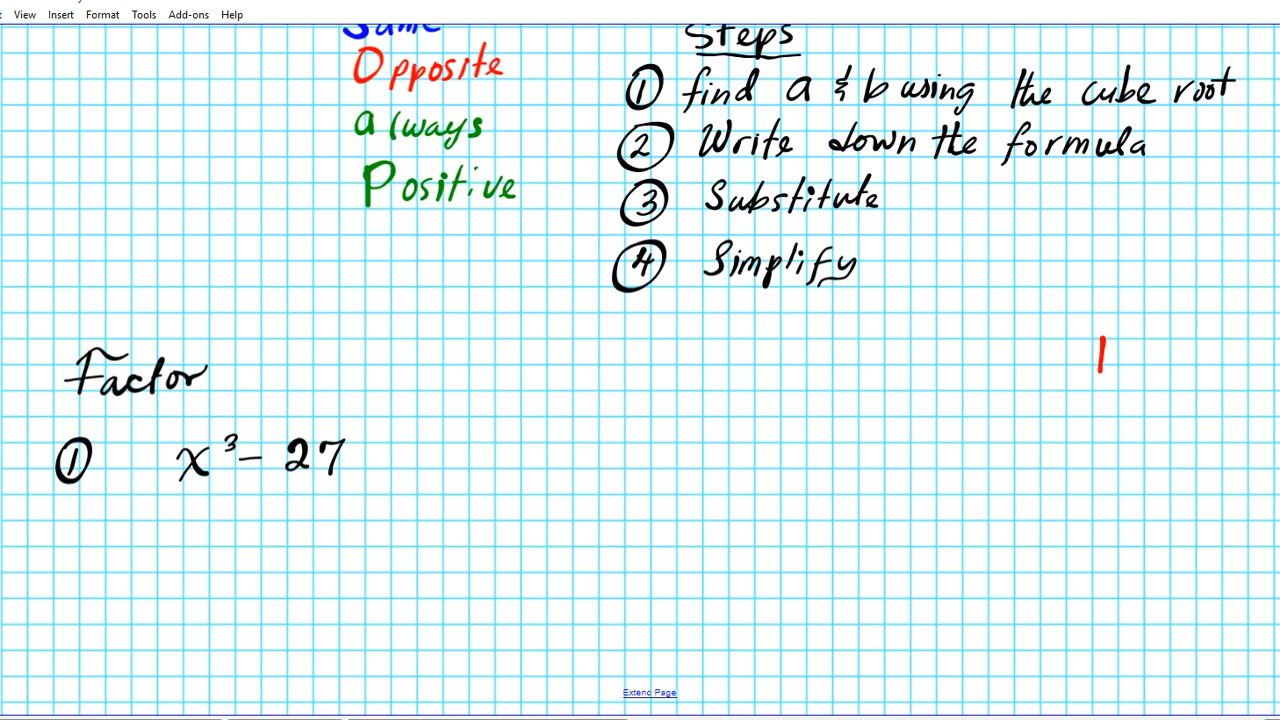 View Insert Format Tools Add-ons Help
Same
Opposite
always
Positive
Steps
① find a & b using the cube root
② Write down the formula
③ Substitute
④ Simplify
Factor
① x³ - 27
Extend Page